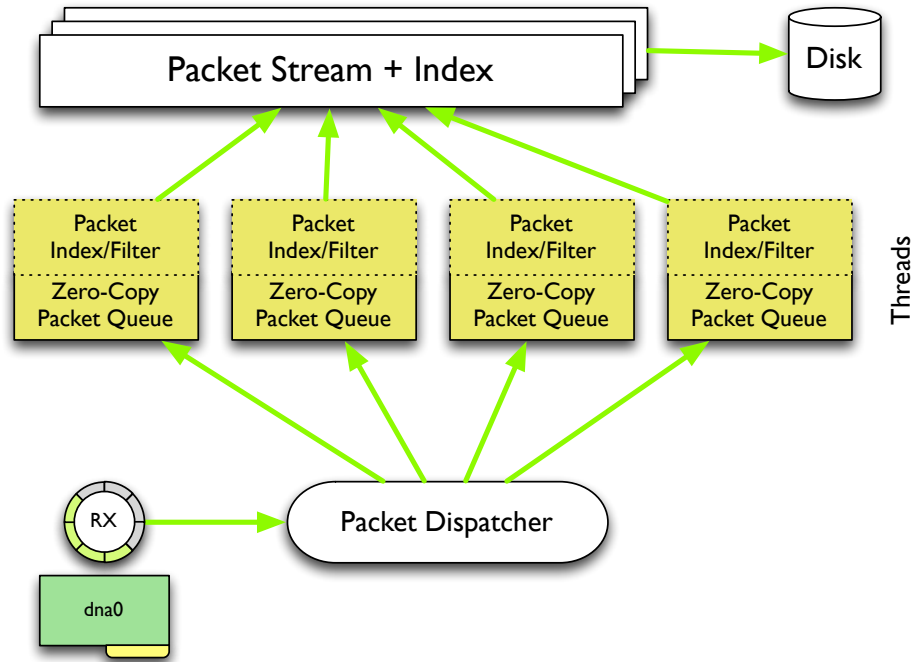 Packet Stream + Index
Disk
Packet
Index/Filter
Zero-Copy
Packet Queue
Packet
Index/Filter
Zero-Copy
Packet Queue
Packet
Index/Filter
Zero-Copy
Packet Queue
Packet
Index/Filter
Zero-Copy
Packet Queue
Threads
RX
Packet Dispatcher
dna0